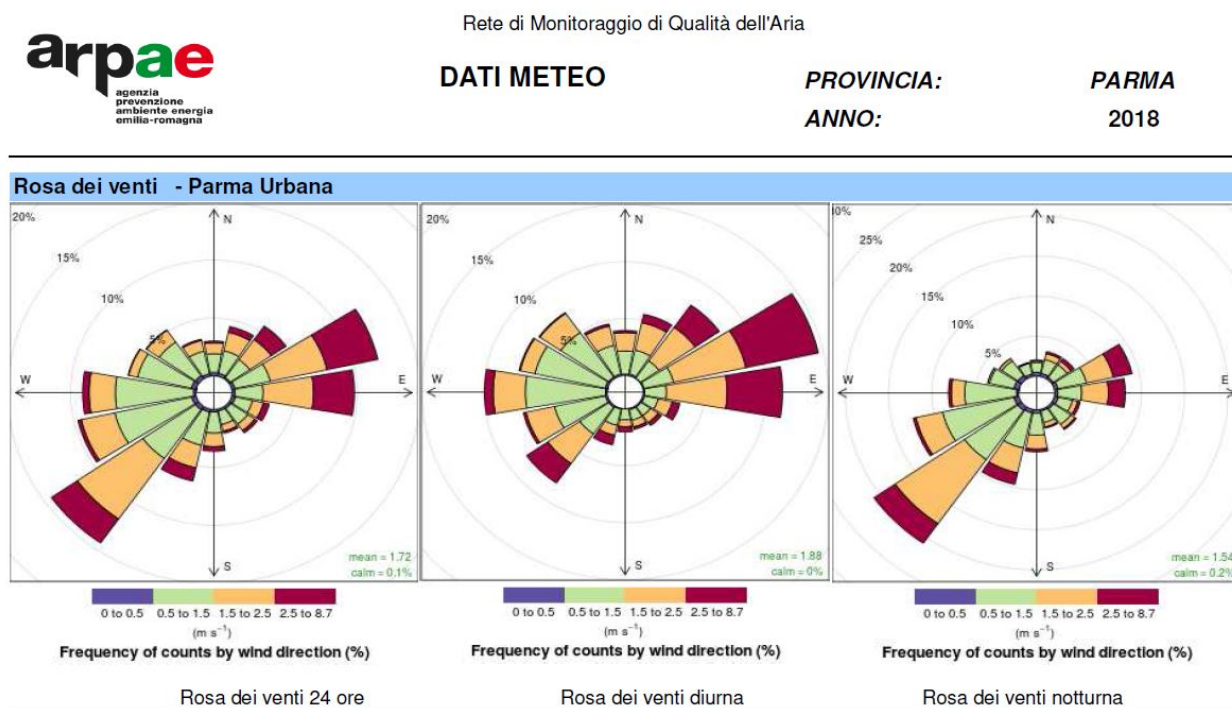 Rete di Monitoraggio di Qualità dell'Aria
arpae
agenzia
prevenzione
ambiente energia
emilia-romagna
DATI METEO
PROVINCIA: PARMA
ANNO: 2018
Rosa dei venti - Parma Urbana
20%
15%
10%
5%
N
W
E
S
mean = 1.72
calm = 0.1%
0 to 0.5 0.5 to 1.5 1.5 to 2.5 2.5 to 8.7
(m s⁻¹)
Frequency of counts by wind direction (%)
Rosa dei venti 24 ore
20%
15%
10%
5%
N
W
E
S
mean = 1.88
calm = 0%
0 to 0.5 0.5 to 1.5 1.5 to 2.5 2.5 to 8.7
(m s⁻¹)
Frequency of counts by wind direction (%)
Rosa dei venti diurna
25%
20%
15%
10%
5%
N
W
E
S
mean = 1.54
calm = 0.2%
0 to 0.5 0.5 to 1.5 1.5 to 2.5 2.5 to 8.7
(m s⁻¹)
Frequency of counts by wind direction (%)
Rosa dei venti notturna